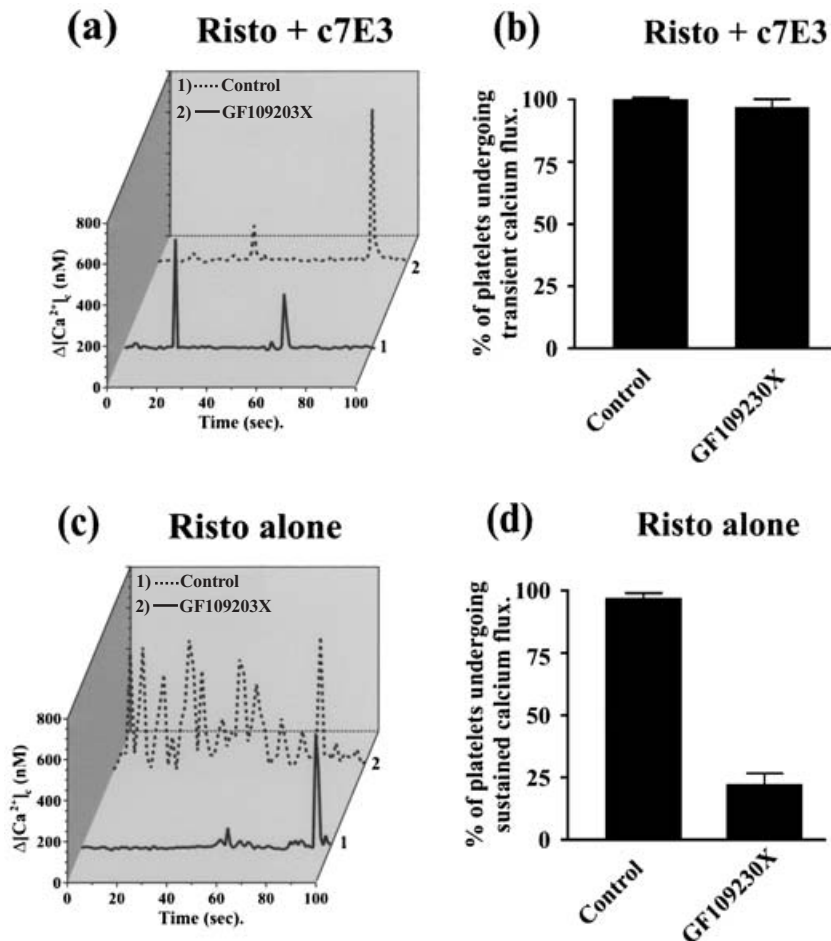 (a) Risto + c7E3
1) ..... Control
2) — GF109203X
800
600
400
200
0
Δ[Ca²⁺]c (nM)
0 20 40 60 80 100
Time (sec).
2
1
(b) Risto + c7E3
% of platelets undergoing
transient calcium flux.
100
75
50
25
0
Control
GF109230X
(c) Risto alone
1) ..... Control
2) — GF109203X
800
600
400
200
0
Δ[Ca²⁺]c (nM)
0 20 40 60 80 100
Time (sec).
2
1
(d) Risto alone
% of platelets undergoing
sustained calcium flux.
100
75
50
25
0
Control
GF109230X